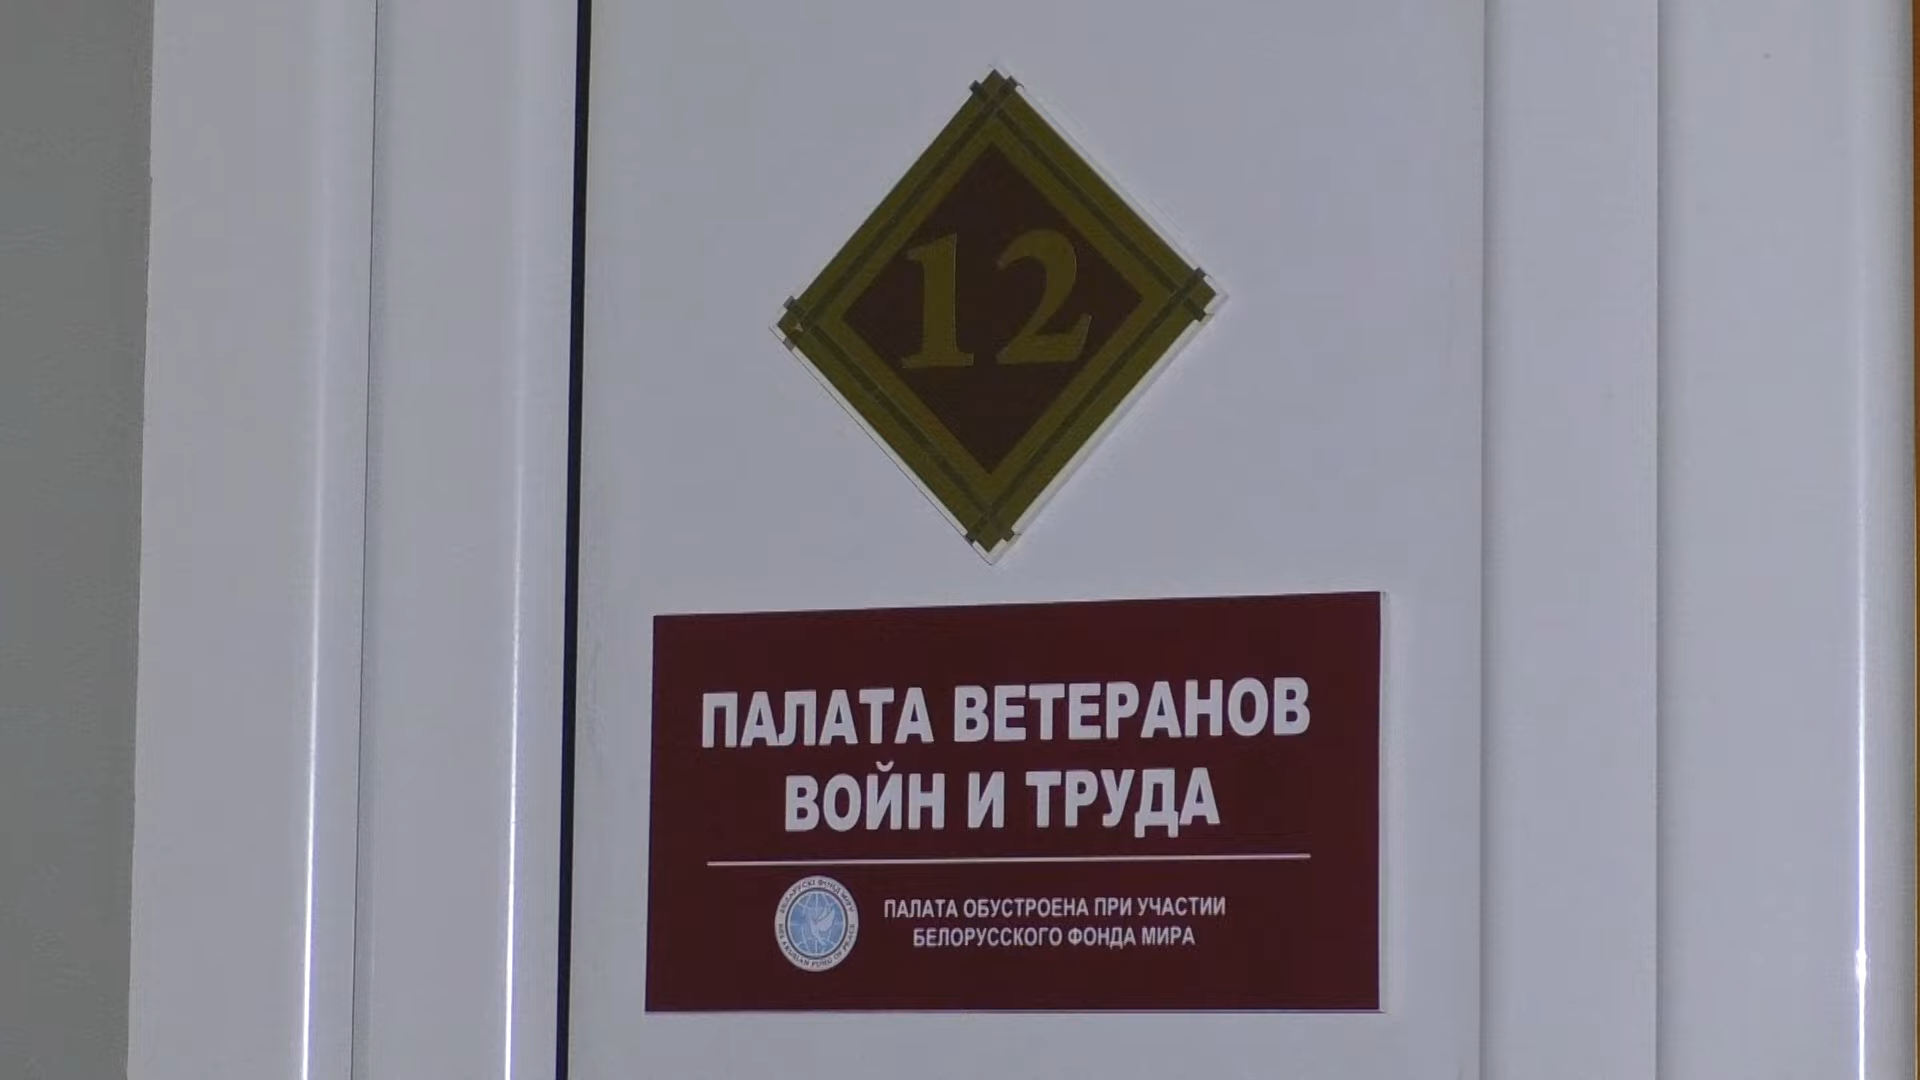 12
ПАЛАТА ВЕТЕРАНОВ
ВОЙН И ТРУДА
ПАЛАТА ОБУСТРОЕНА ПРИ УЧАСТИИ
БЕЛОРУССКОГО ФОНДА МИРА